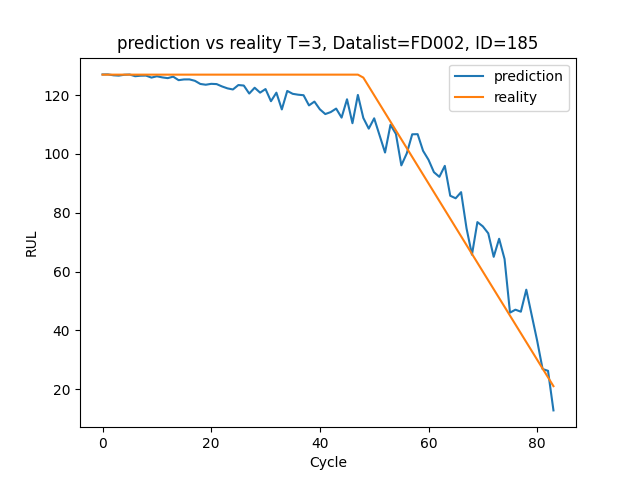 prediction vs reality T=3, Datalist=FD002, ID=185
prediction
reality
120
100
80
60
40
20
RUL
0 20 40 60 80
Cycle